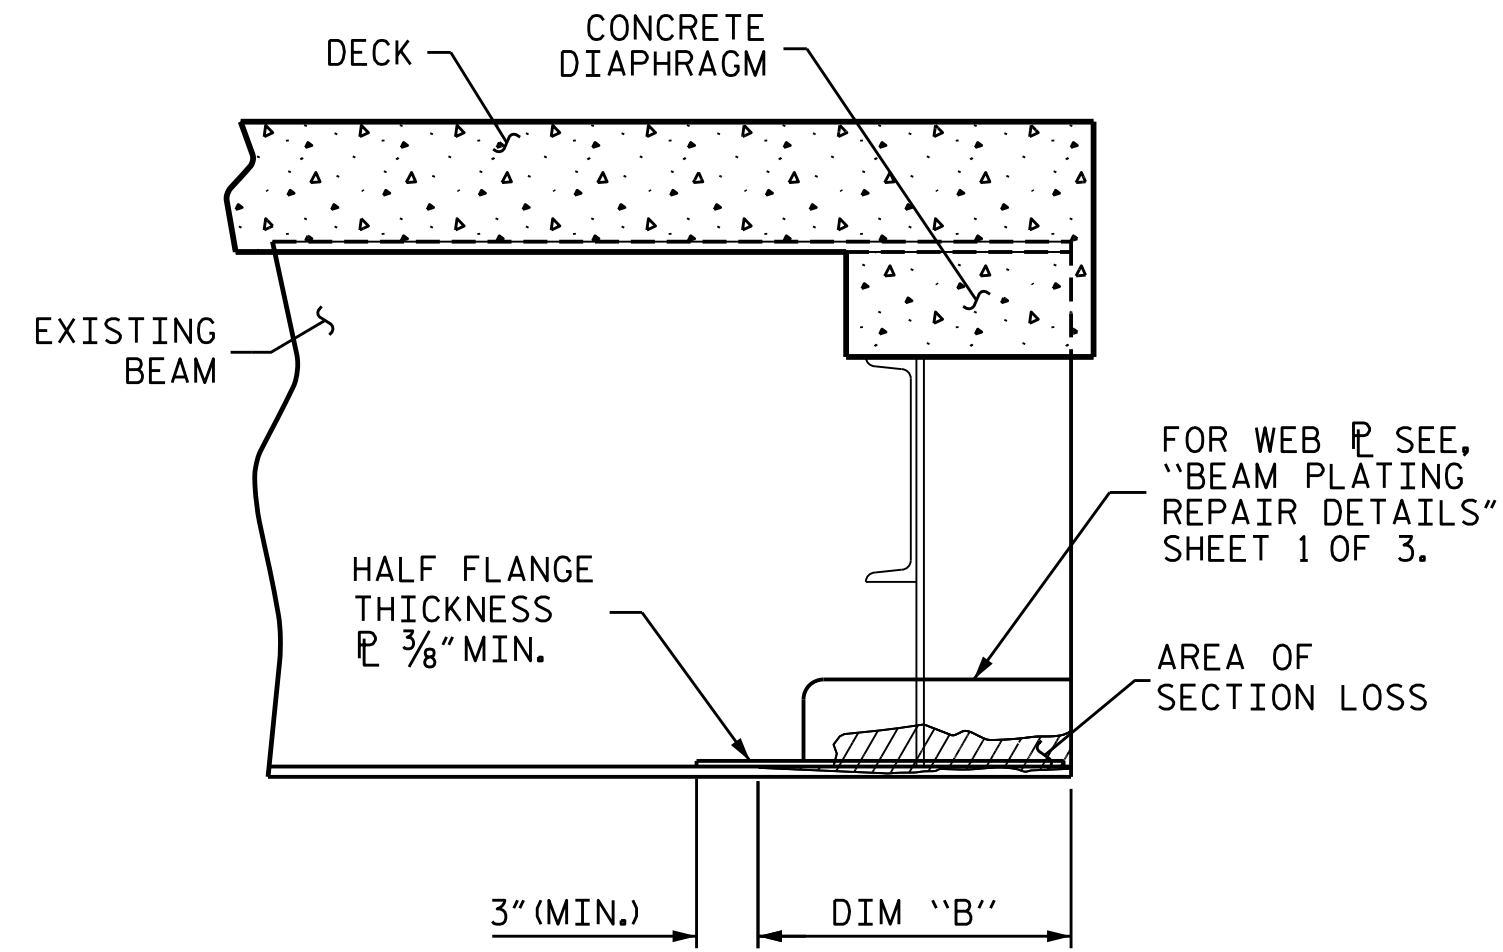 DECK
CONCRETE
DIAPHRAGM
EXISTING
BEAM
FOR WEB ⅊ SEE,
“BEAM PLATING
REPAIR DETAILS”
SHEET 1 OF 3.
HALF FLANGE
THICKNESS
⅊ 3/8" MIN.
AREA OF
SECTION LOSS
3" (MIN.)
DIM “B”